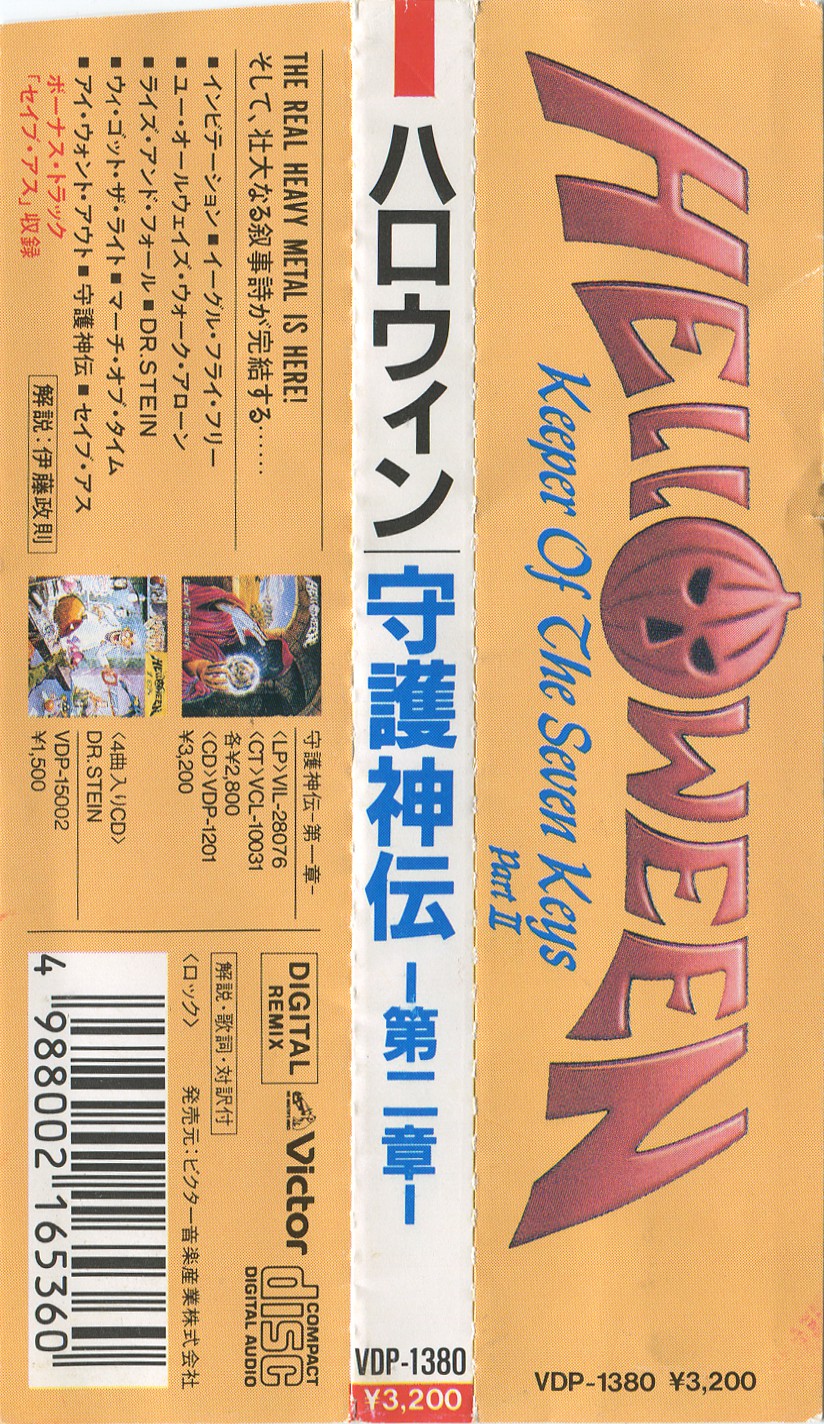 HELLOWEEN
Keeper Of The Seven Keys
Part II
VDP-1380 ¥3,200
ハロウィン
守護神伝 -第二章-
VDP-1380
¥3,200
THE REAL HEAVY METAL IS HERE!
そして、壮大なる叙事詩が完結する……
■インビテーション■イーグル・フライ・フリー
■ユー・オールウェイズ・ウォーク・アローン
■ライズ・アンド・フォール■DR.STEIN
■ウィ・ゴット・ザ・ライト■マーチ・オブ・タイム
■アイ・ウォント・アウト■守護神伝■セイブ・アス
ボーナス・トラック
「セイブ・アス」収録
解説：伊藤政則
守護神伝-第一章-
〈LP〉VIL-28076
〈CT〉VCL-10031
各¥2,800
〈CD〉VDP-1201
¥3,200
〈4曲入りCD〉
DR.STEIN
VDP-15002
¥1,500
DIGITAL
REMIX
Victor
COMPACT
disc
DIGITAL AUDIO
解説・歌詞・対訳付
〈ロック〉
発売元：ビクター音楽産業株式会社
4 988002 165360